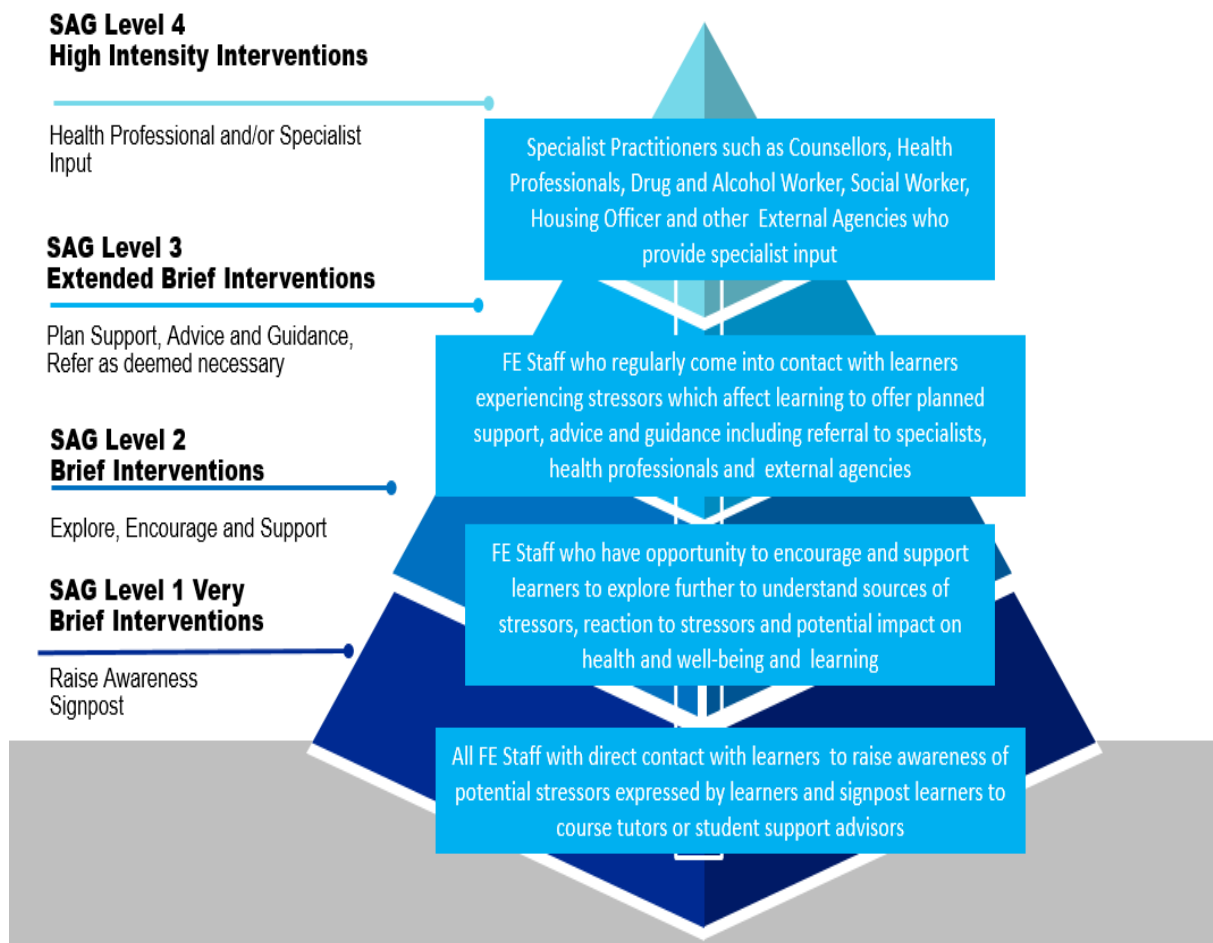 SAG Level 4
High Intensity Interventions
Health Professional and/or Specialist
Input
Specialist Practitioners such as Counsellors, Health
Professionals, Drug and Alcohol Worker, Social Worker,
Housing Officer and other External Agencies who
provide specialist input
SAG Level 3
Extended Brief Interventions
Plan Support, Advice and Guidance,
Refer as deemed necessary
FE Staff who regularly come into contact with learners
experiencing stressors which affect learning to offer planned
support, advice and guidance including referral to specialists,
health professionals and external agencies
SAG Level 2
Brief Interventions
Explore, Encourage and Support
FE Staff who have opportunity to encourage and support
learners to explore further to understand sources of
stressors, reaction to stressors and potential impact on
health and well-being and learning
SAG Level 1 Very
Brief Interventions
Raise Awareness
Signpost
All FE Staff with direct contact with learners to raise awareness of
potential stressors expressed by learners and signpost learners to
course tutors or student support advisors